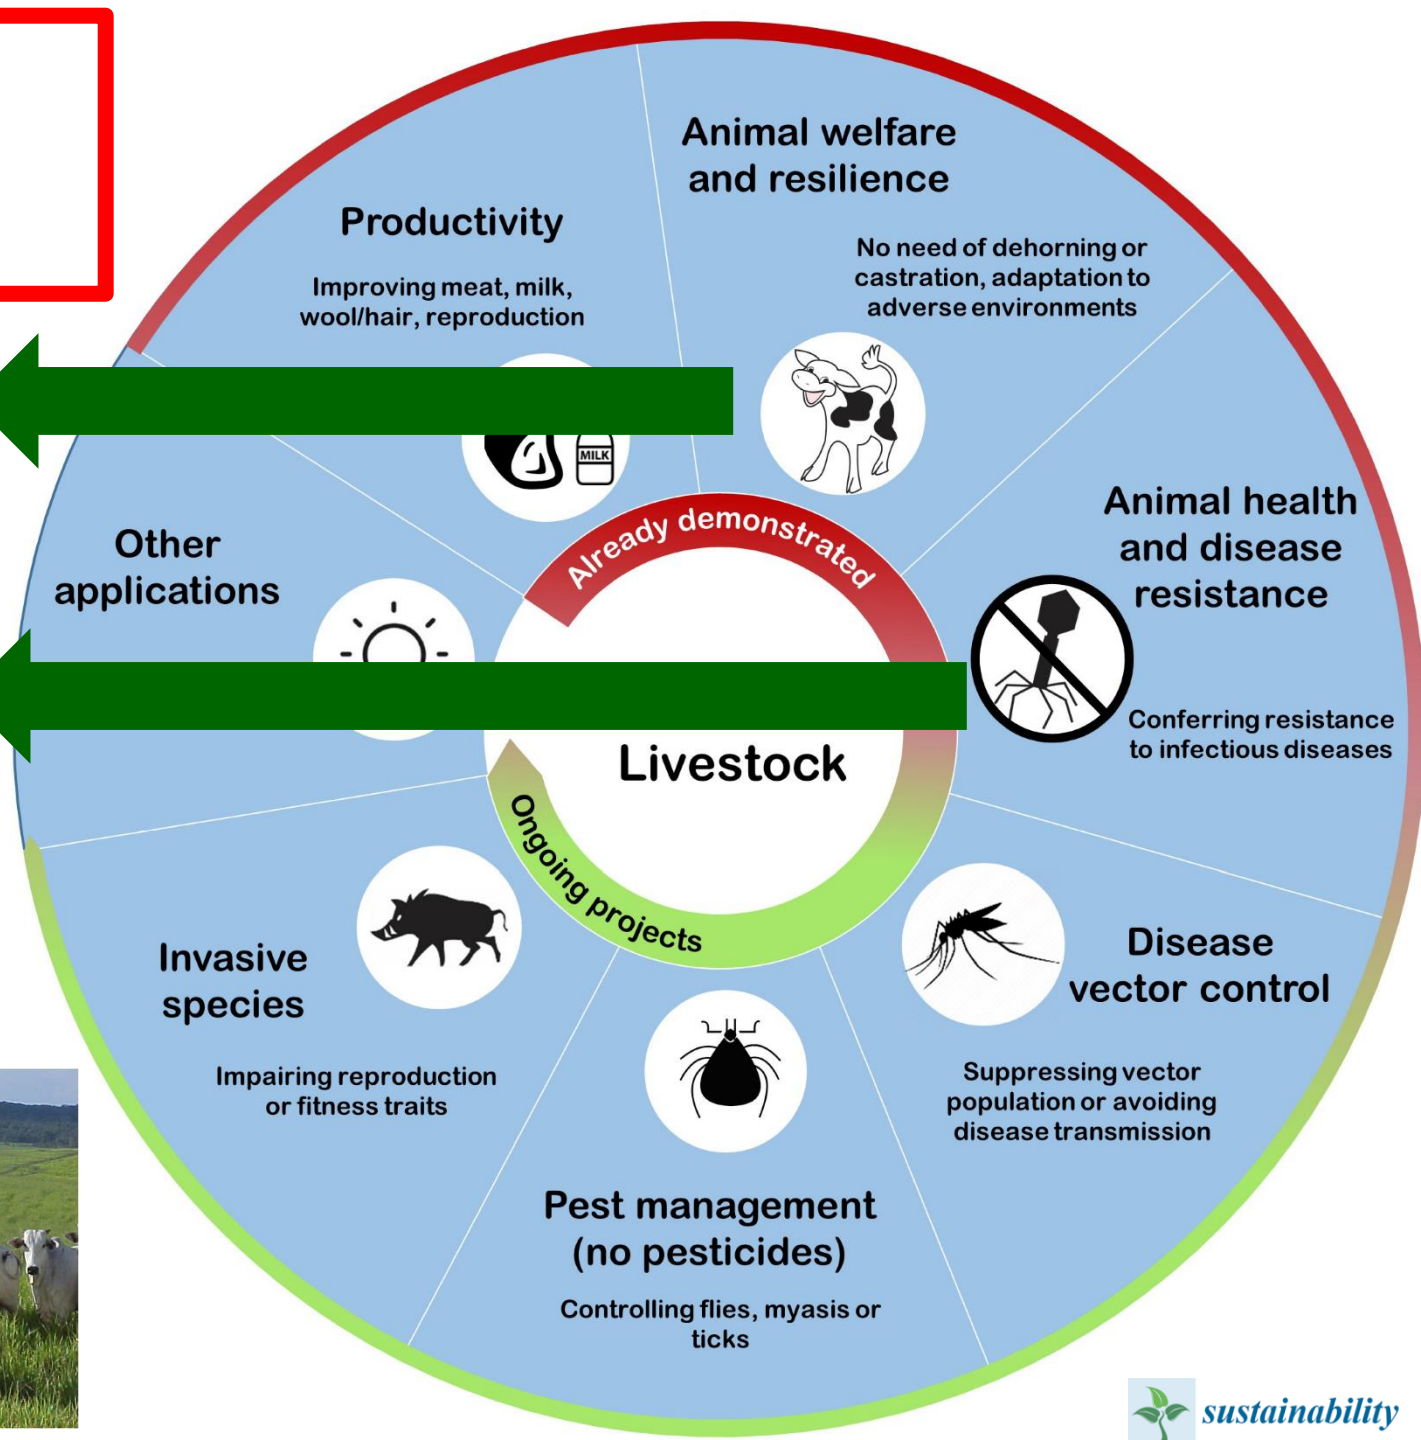 Animal welfare
and resilience
No need of dehorning or
castration, adaptation to
adverse environments
Productivity
Improving meat, milk,
wool/hair, reproduction
MILK
Already demonstrated
Animal health
and disease
resistance
Conferring resistance
to infectious diseases
Other
applications
Livestock
Ongoing projects
Invasive
species
Impairing reproduction
or fitness traits
Disease
vector control
Suppressing vector
population or avoiding
disease transmission
Pest management
(no pesticides)
Controlling flies, myasis or
ticks
sustainability